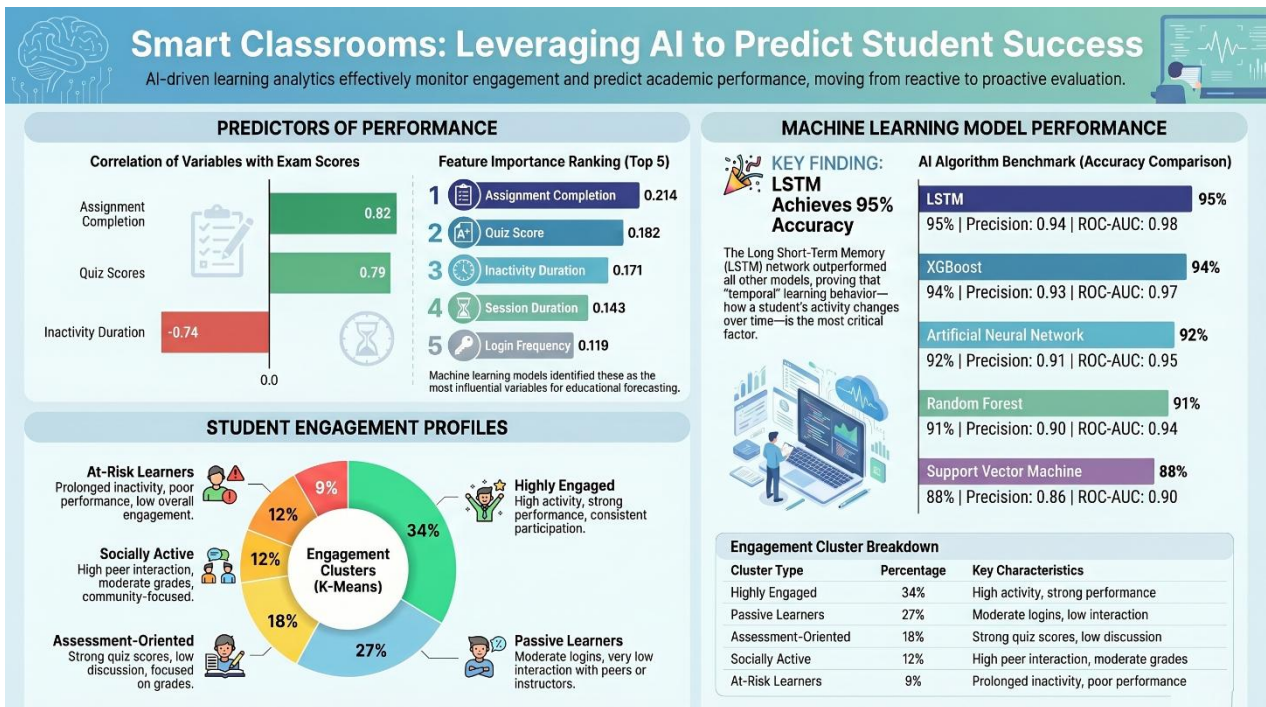 Smart Classrooms: Leveraging AI to Predict Student Success
AI-driven learning analytics effectively monitor engagement and predict academic performance, moving from reactive to proactive evaluation.
PREDICTORS OF PERFORMANCE
Correlation of Variables with Exam Scores
Assignment
Completion
0.82
Quiz Scores
0.79
Inactivity Duration
-0.74
0.0
Feature Importance Ranking (Top 5)
1 Assignment Completion 0.214
2 A+ Quiz Score 0.182
3 Inactivity Duration 0.171
4 Session Duration 0.143
5 Login Frequency 0.119
Machine learning models identified these as the
most influential variables for educational forecasting.
STUDENT ENGAGEMENT PROFILES
At-Risk Learners
Prolonged inactivity, poor
performance, low overall
engagement.
Socially Active
High peer interaction,
moderate grades,
community-focused.
Assessment-Oriented
Strong quiz scores, low
discussion, focused
on grades.
9%
12%
12%
18%
27%
34%
Engagement
Clusters
(K-Means)
Highly Engaged
High activity, strong
performance, consistent
participation.
Passive Learners
Moderate logins, very low
interaction with peers or
instructors.
MACHINE LEARNING MODEL PERFORMANCE
KEY FINDING:
LSTM
Achieves 95%
Accuracy
The Long Short-Term Memory
(LSTM) network outperformed
all other models, proving that
"temporal" learning behavior—
how a student's activity changes
over time—is the most critical
factor.
AI Algorithm Benchmark (Accuracy Comparison)
LSTM 95%
95% | Precision: 0.94 | ROC-AUC: 0.98
XGBoost 94%
94% | Precision: 0.93 | ROC-AUC: 0.97
Artificial Neural Network 92%
92% | Precision: 0.91 | ROC-AUC: 0.95
Random Forest 91%
91% | Precision: 0.90 | ROC-AUC: 0.94
Support Vector Machine 88%
88% | Precision: 0.86 | ROC-AUC: 0.90
Engagement Cluster Breakdown
Cluster Type Percentage Key Characteristics
Highly Engaged 34% High activity, strong performance
Passive Learners 27% Moderate logins, low interaction
Assessment-Oriented 18% Strong quiz scores, low discussion
Socially Active 12% High peer interaction, moderate grades
At-Risk Learners 9% Prolonged inactivity, poor performance